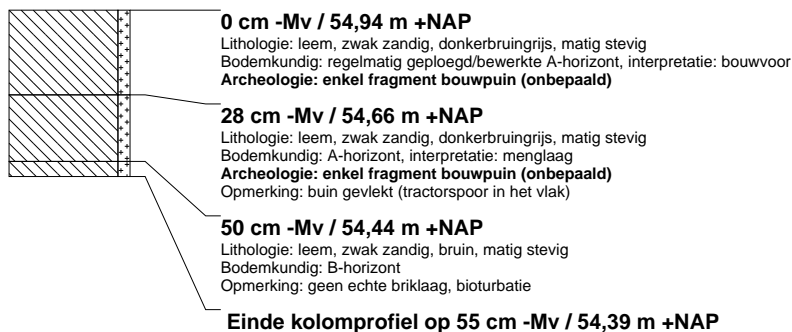 0 cm -Mv / 54,94 m +NAP
Lithologie: leem, zwak zandig, donkerbruingrijs, matig stevig
Bodemkundig: regelmatig geploegd/bewerkte A-horizont, interpretatie: bouwvoor
Archeologie: enkel fragment bouwpuin (onbepaald)
28 cm -Mv / 54,66 m +NAP
Lithologie: leem, zwak zandig, donkerbruingrijs, matig stevig
Bodemkundig: A-horizont, interpretatie: menglaag
Archeologie: enkel fragment bouwpuin (onbepaald)
Opmerking: buin gevlekt (tractorspoor in het vlak)
50 cm -Mv / 54,44 m +NAP
Lithologie: leem, zwak zandig, bruin, matig stevig
Bodemkundig: B-horizont
Opmerking: geen echte briklaag, bioturbatie
Einde kolomprofiel op 55 cm -Mv / 54,39 m +NAP